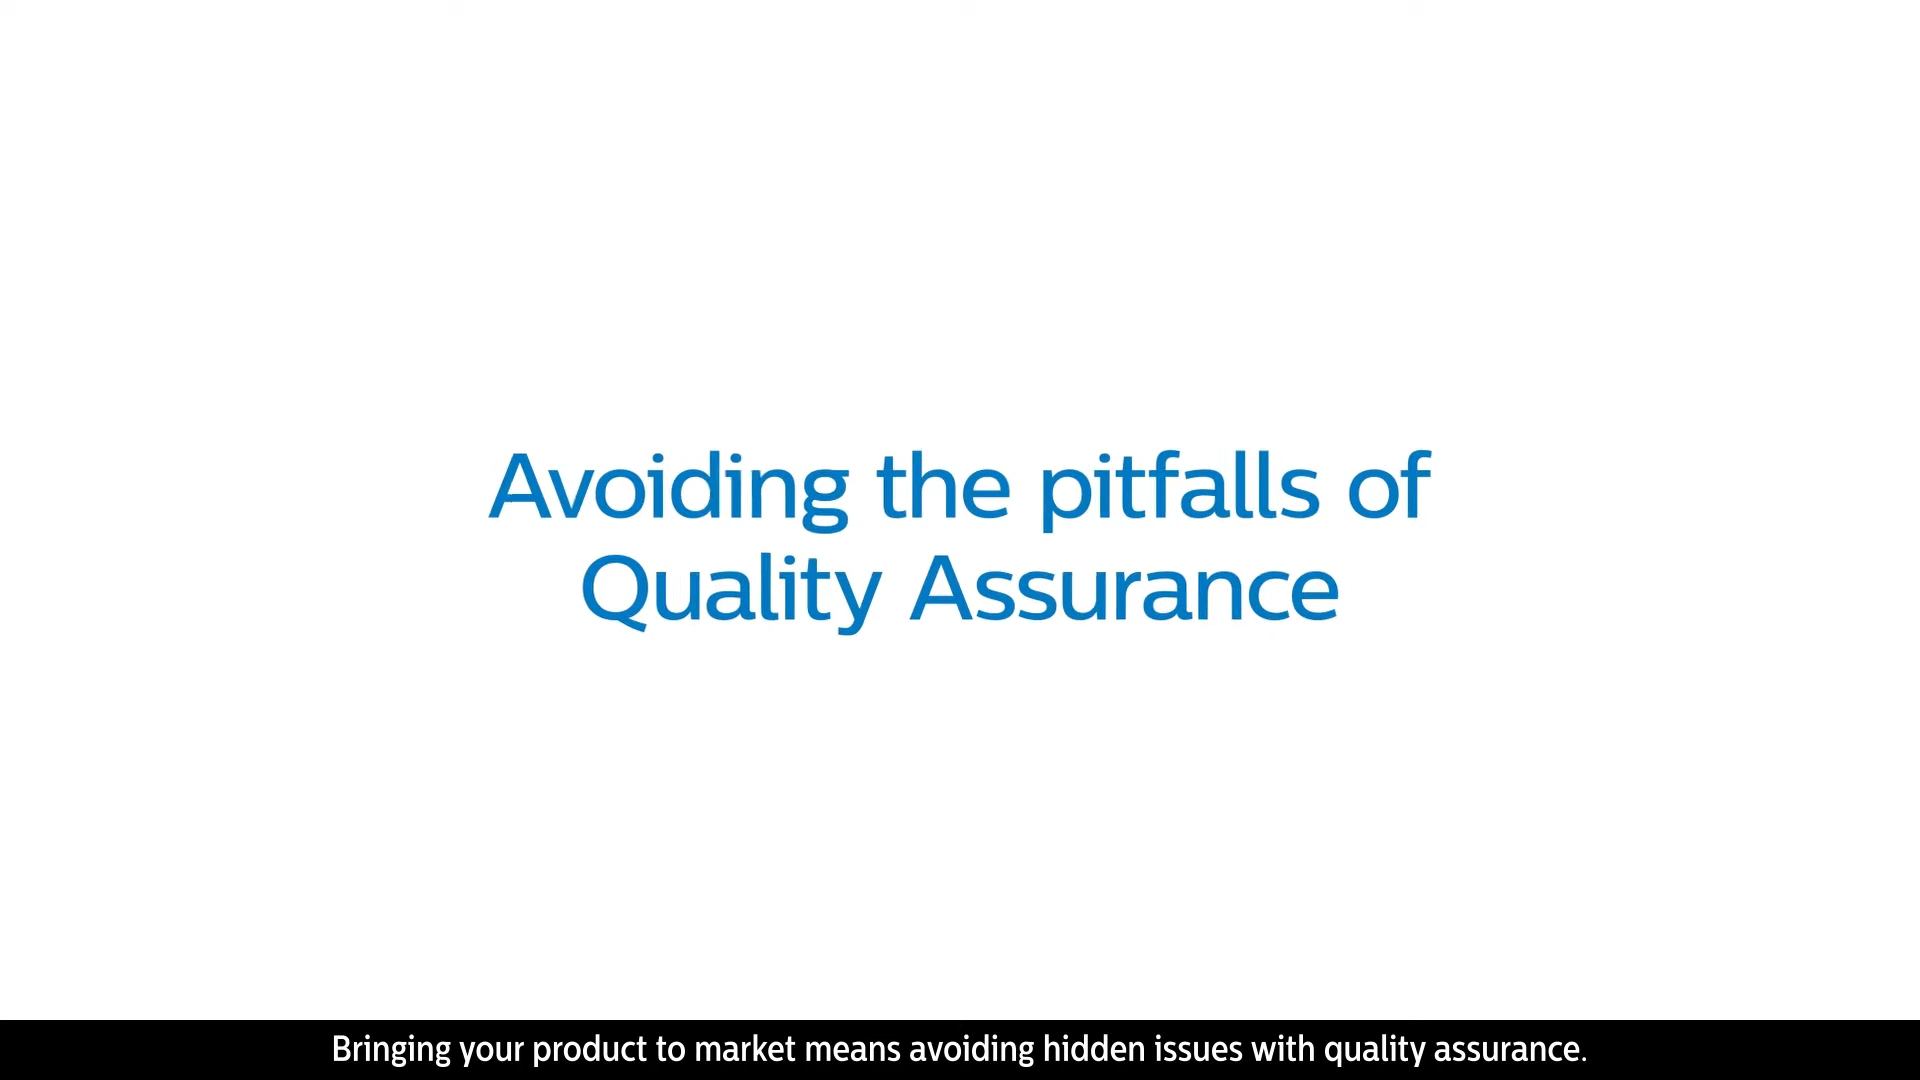 Avoiding the pitfalls of
Quality Assurance
Bringing your product to market means avoiding hidden issues with quality assurance.